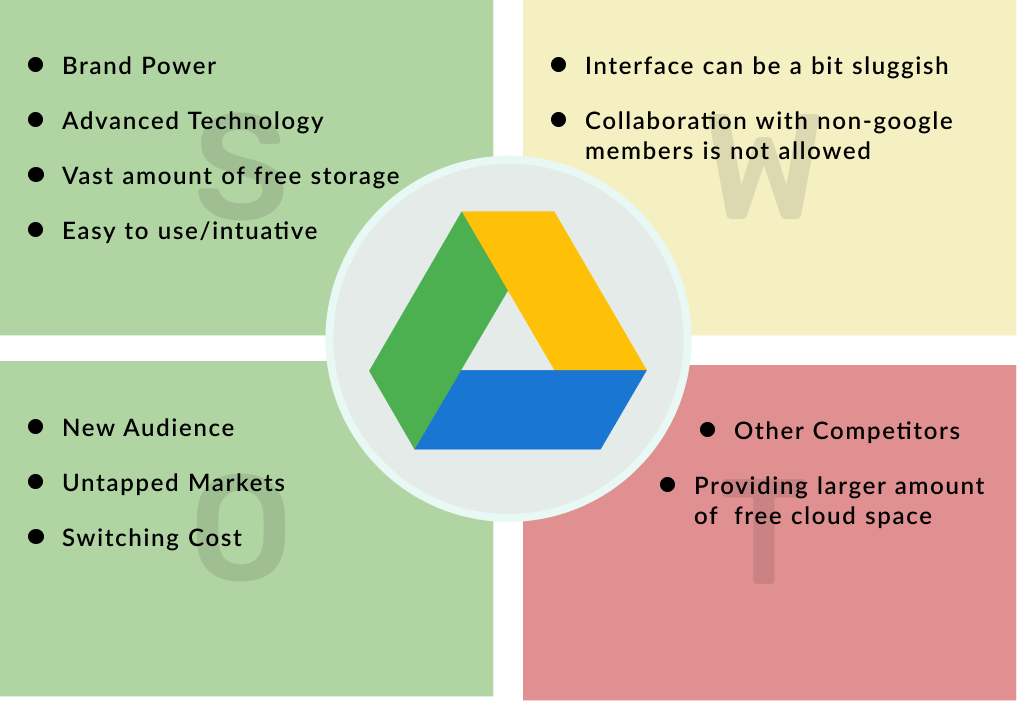 S
Brand Power
Advanced Technology
Vast amount of free storage
Easy to use/intuative
W
Interface can be a bit sluggish
Collaboration with non-google
members is not allowed
O
New Audience
Untapped Markets
Switching Cost
T
Other Competitors
Providing larger amount
of free cloud space